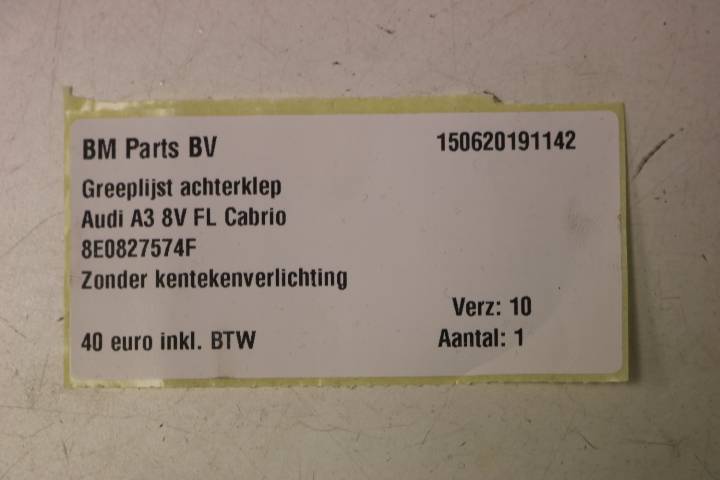 BM Parts BV 150620191142
Greeplijst achterklep
Audi A3 8V FL Cabrio
8E0827574F
Zonder kentekenverlichting
Verz: 10
40 euro inkl. BTW Aantal: 1